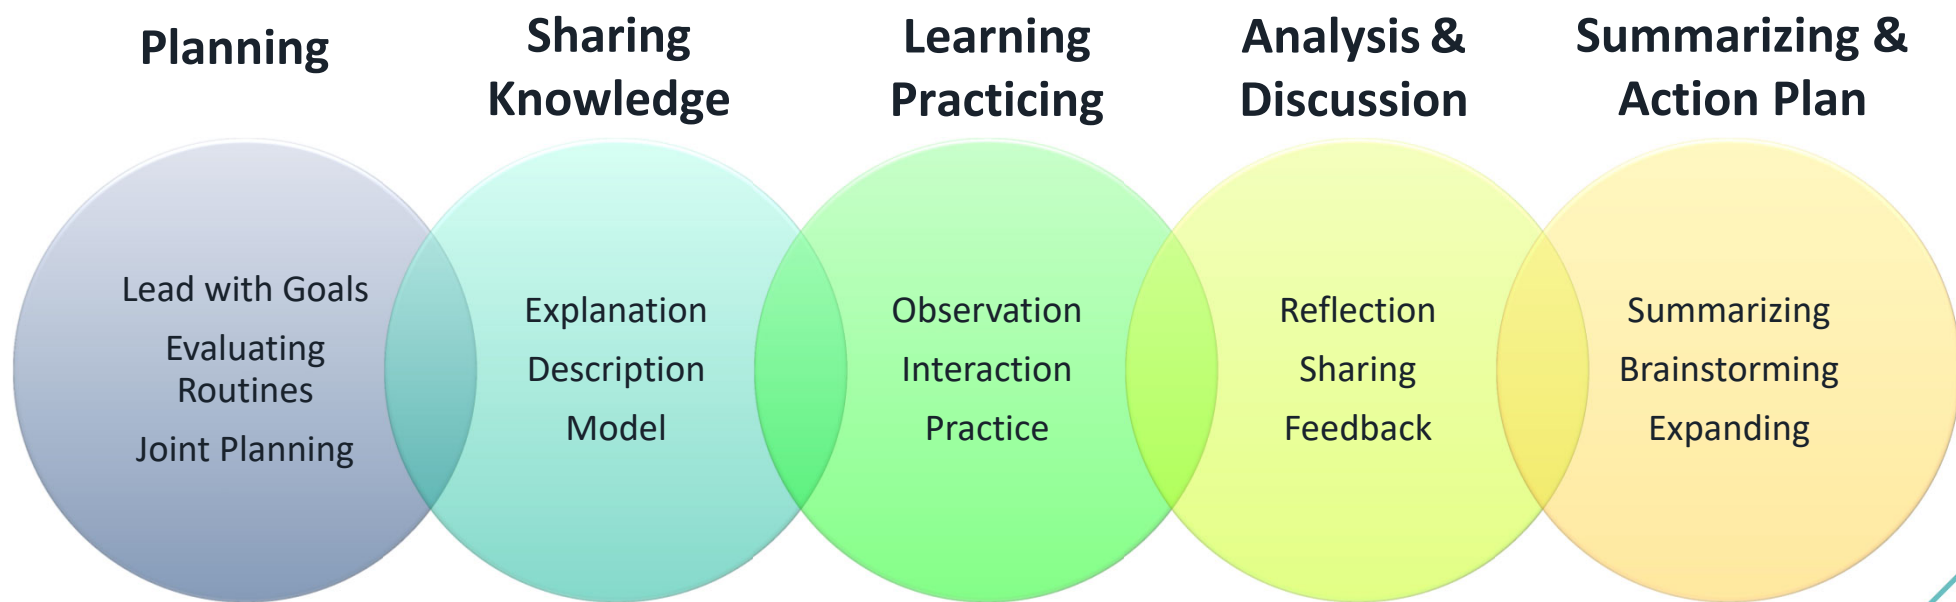 Planning
Sharing
Knowledge
Learning
Practicing
Analysis &
Discussion
Summarizing &
Action Plan
Lead with Goals
Evaluating
Routines
Joint Planning
Explanation
Description
Model
Observation
Interaction
Practice
Reflection
Sharing
Feedback
Summarizing
Brainstorming
Expanding